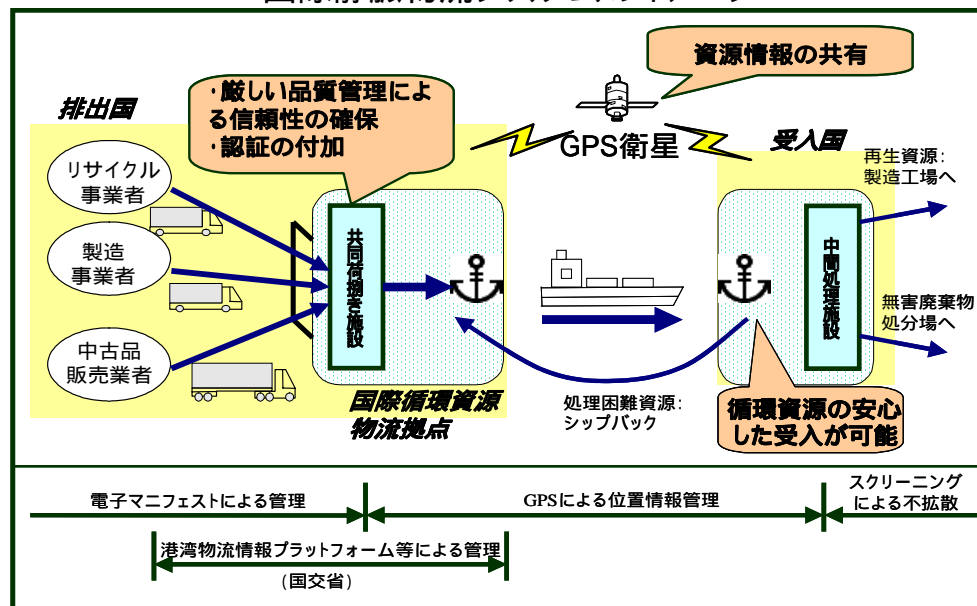 資源情報の共有
・厳しい品質管理によ
る信頼性の確保
・認証の付加
排出国
GPS衛星
受入国
リサイクル
事業者
製造
事業者
中古品
販売業者
共同荷捌き施設
中間処理施設
再生資源:
製造工場へ
無害廃棄物
処分場へ
国際循環資源
物流拠点
処理困難資源:
シップバック
循環資源の安心
した受入が可能
電子マニフェストによる管理
GPSによる位置情報管理
スクリーニング
による不拡散
港湾物流情報プラットフォーム等による管理
(国交省)